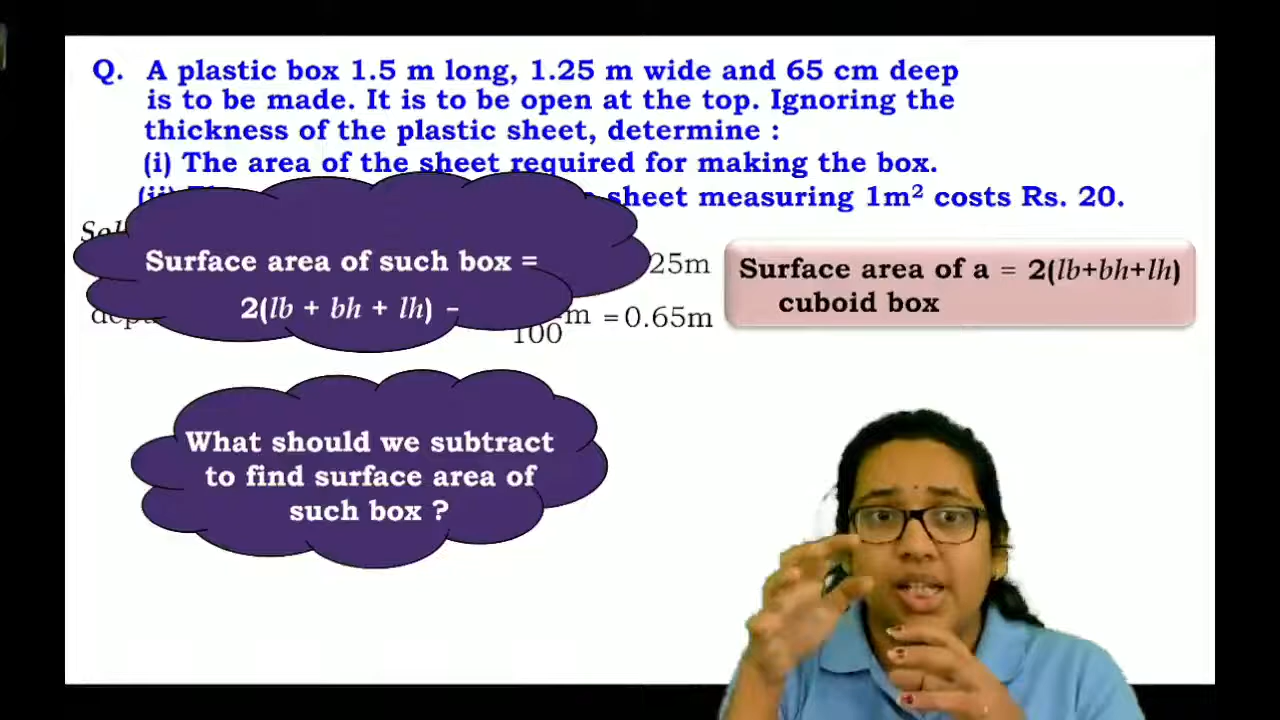 Q. A plastic box 1.5 m long, 1.25 m wide and 65 cm deep
is to be made. It is to be open at the top. Ignoring the
thickness of the plastic sheet, determine :
(i) The area of the sheet required for making the box.
sheet measuring 1m² costs Rs. 20.
Surface area of such box =
2(lb + bh + lh) –
25m
m = 0.65m
100
Surface area of a = 2(lb+bh+lh)
cuboid box
What should we subtract
to find surface area of
such box ?